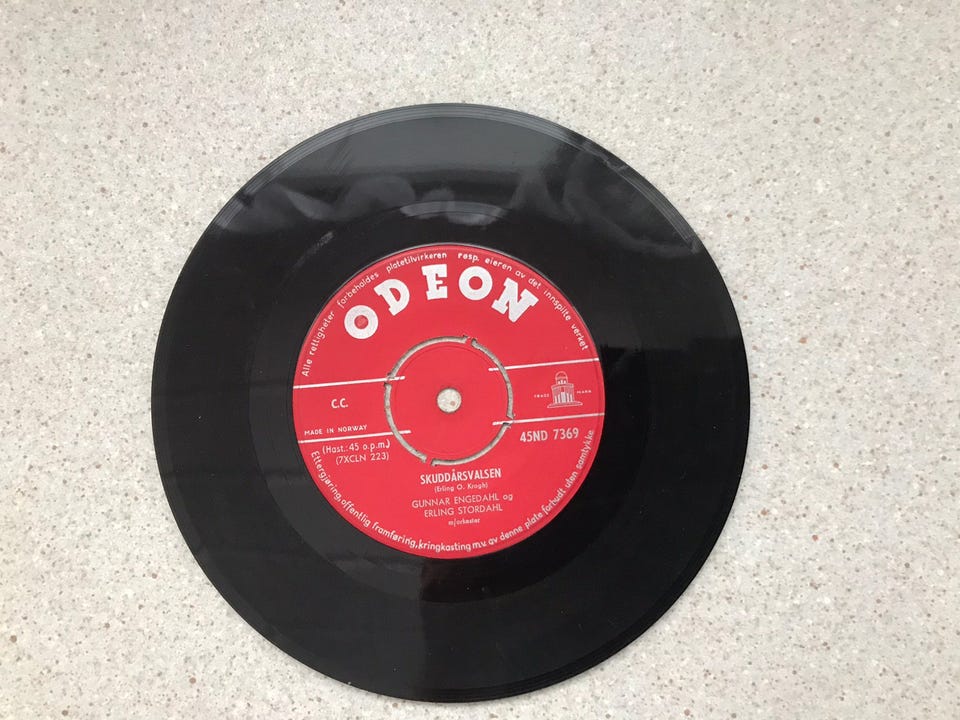 Alle rettigheter forbeholdes platetilvirkeren resp. eieren av det innspilte verket
ODEON
C.C.
TRADE MARK
MADE IN NORWAY
45ND 7369
(Hast.: 45 o.p.m.)
(7XCLN 223)
SKUDDÅRSVALSEN
(Erling O. Krogh)
GUNNAR ENGEDAHL og
ERLING STORDAHL
m/orkester
Ettergjøring, offentlig framføring, kringkasting m.v. av denne plate forbudt uten samtykke